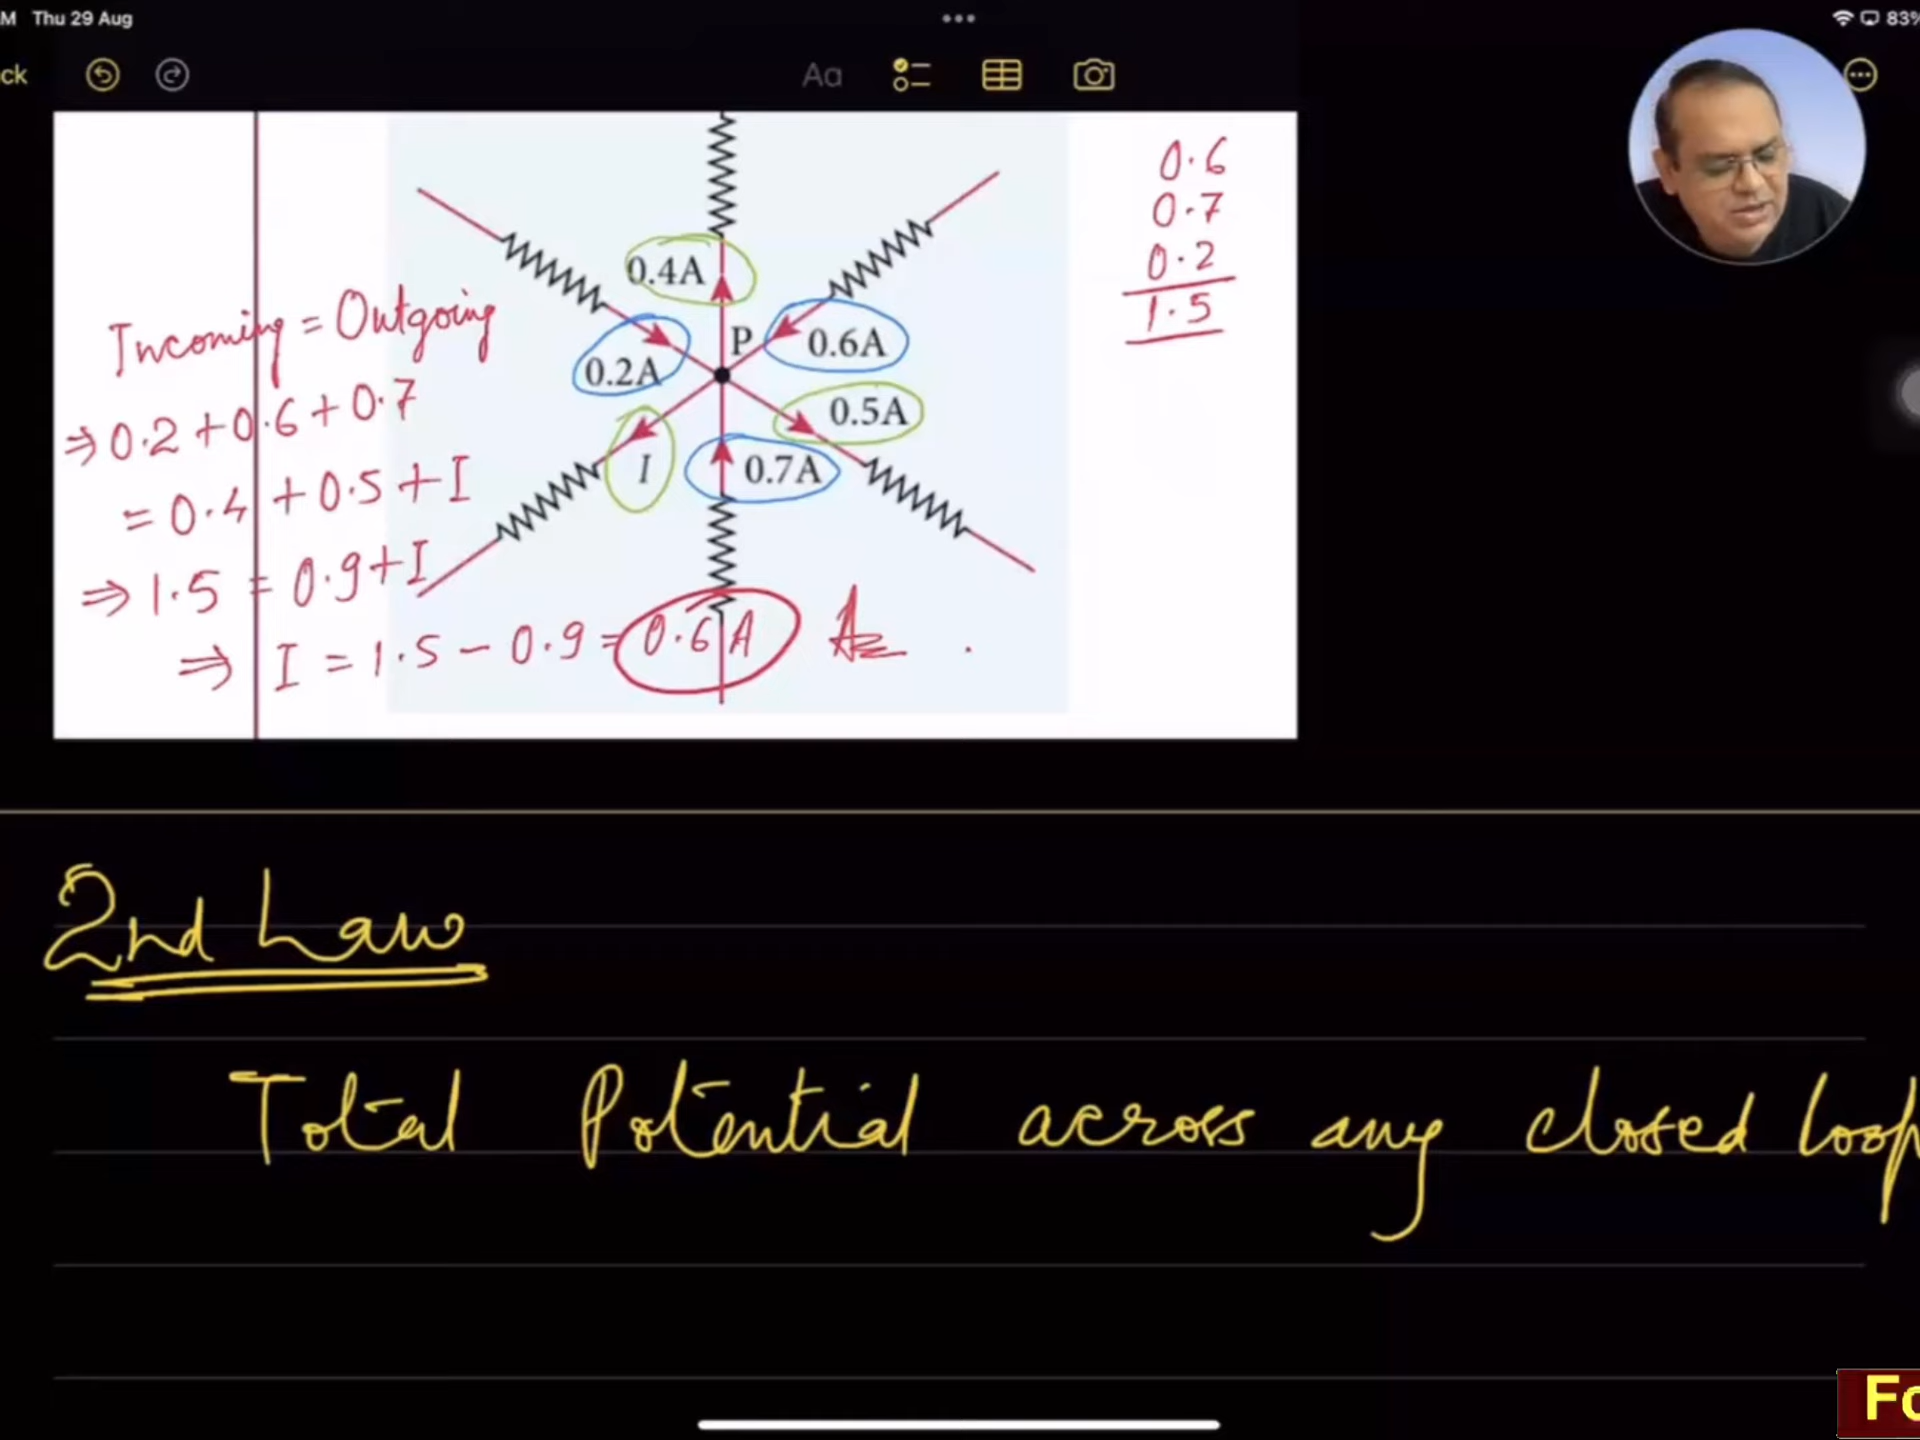 M Thu 29 Aug
83%
ck
Aa
0.6
0.7
0.2
1.5
0.4A
P
0.6A
0.2A
0.5A
I
0.7A
Incoming = Outgoing
⇒ 0.2 + 0.6 + 0.7
= 0.4 + 0.5 + I
⇒ 1.5 = 0.9 + I
⇒ I = 1.5 - 0.9 = 0.6 A
2nd Law
Total Potential across any closed loop
Fo